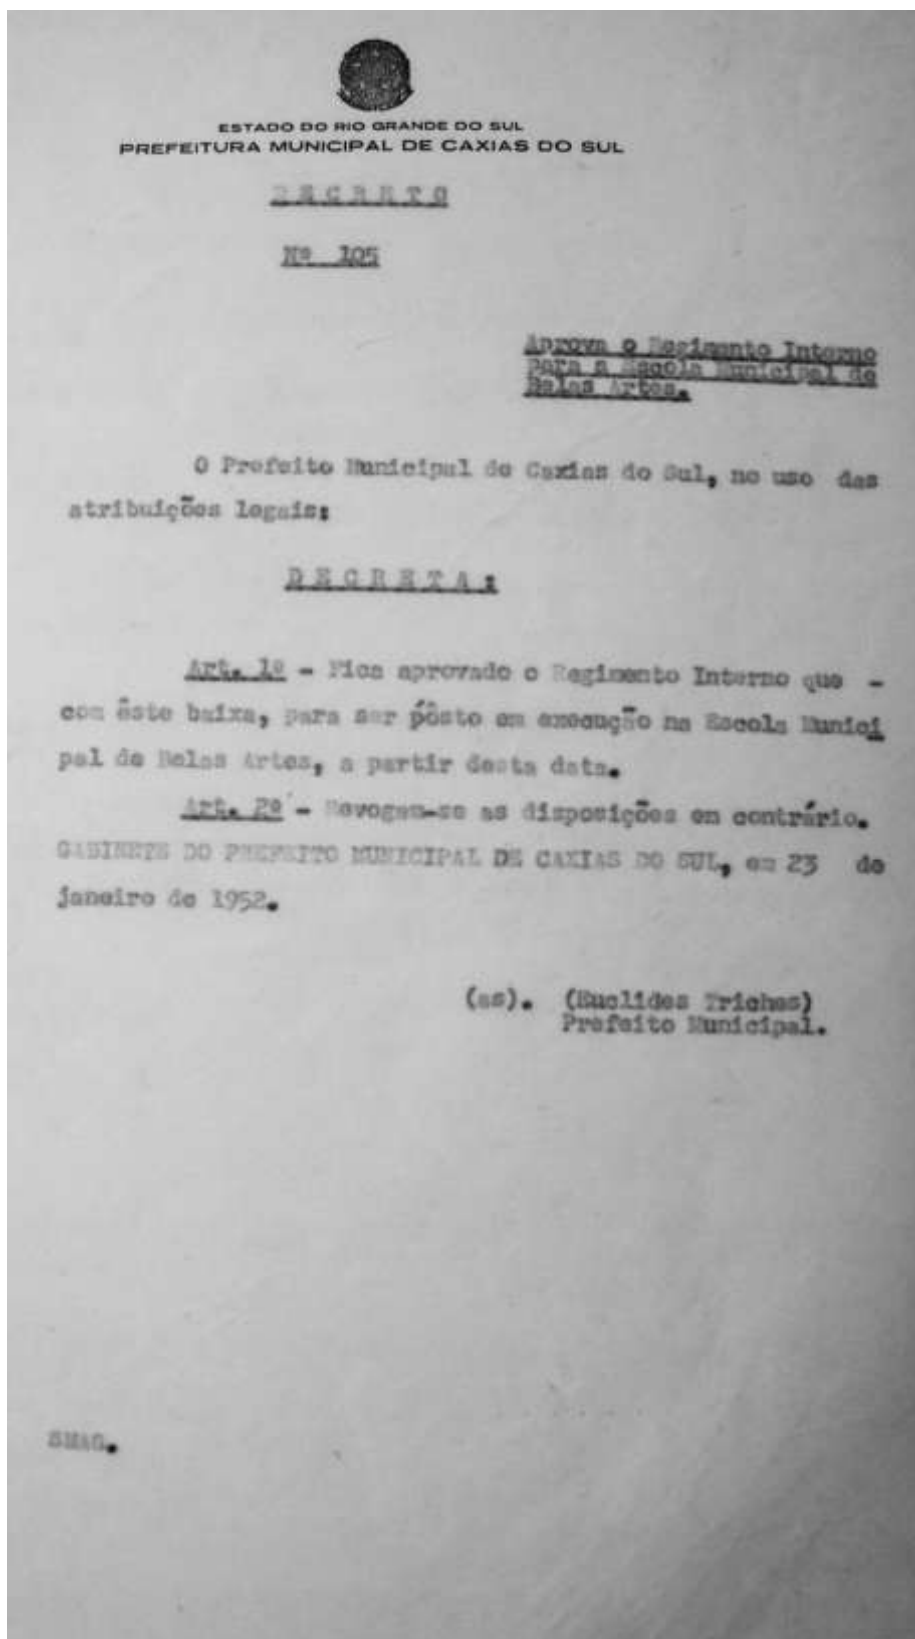 ESTADO DO RIO GRANDE DO SUL
PREFEITURA MUNICIPAL DE CAXIAS DO SUL
D E C R E T O
Nº 105
Aprova o Regimento Interno
para a Escola Municipal de
Belas Artes.
O Prefeito Municipal de Caxias do Sul, no uso das
atribuições legais:
D E C R E T A :
Art. 1º - Fica aprovado o Regimento Interno que -
com êste baixa, para ser pôsto em execução na Escola Munici
pal de Belas Artes, a partir desta data.
Art. 2º - Revogam-se as disposições em contrário.
GABINETE DO PREFEITO MUNICIPAL DE CAXIAS DO SUL, em 23 de
janeiro de 1952.
(as). (Euclides Triches)
Prefeito Municipal.
SMAG.